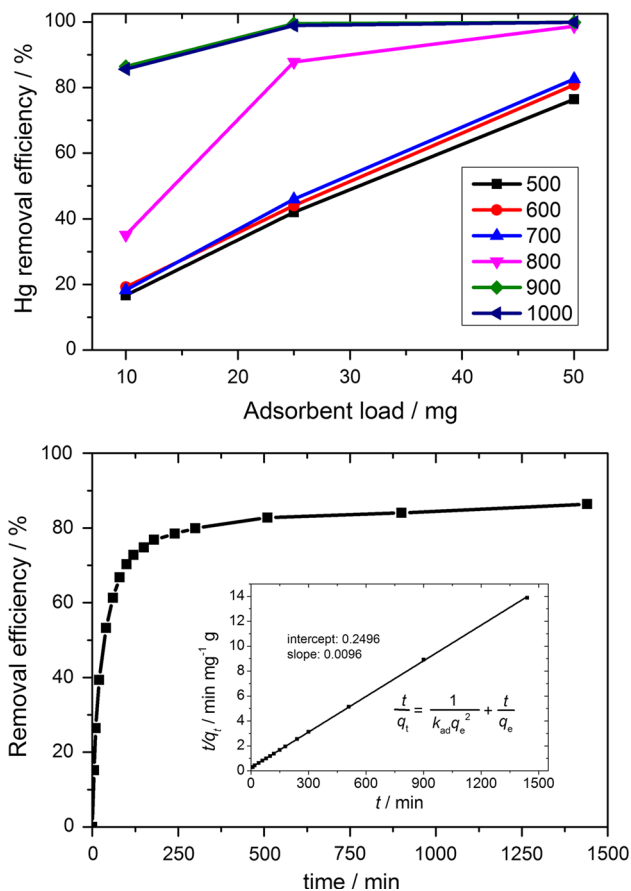 100
80
60
40
20
0
Hg removal efficiency / %
500
600
700
800
900
1000
10 20 30 40 50
Adsorbent load / mg
100
80
60
40
20
0
Removal efficiency / %
14
12
10
8
6
4
2
0
t/qt / min mg-1 g
intercept: 0.2496
slope: 0.0096
t/qt = 1/kadqe2 + t/qe
0 300 600 900 1200 1500
t / min
0 250 500 750 1000 1250 1500
time / min